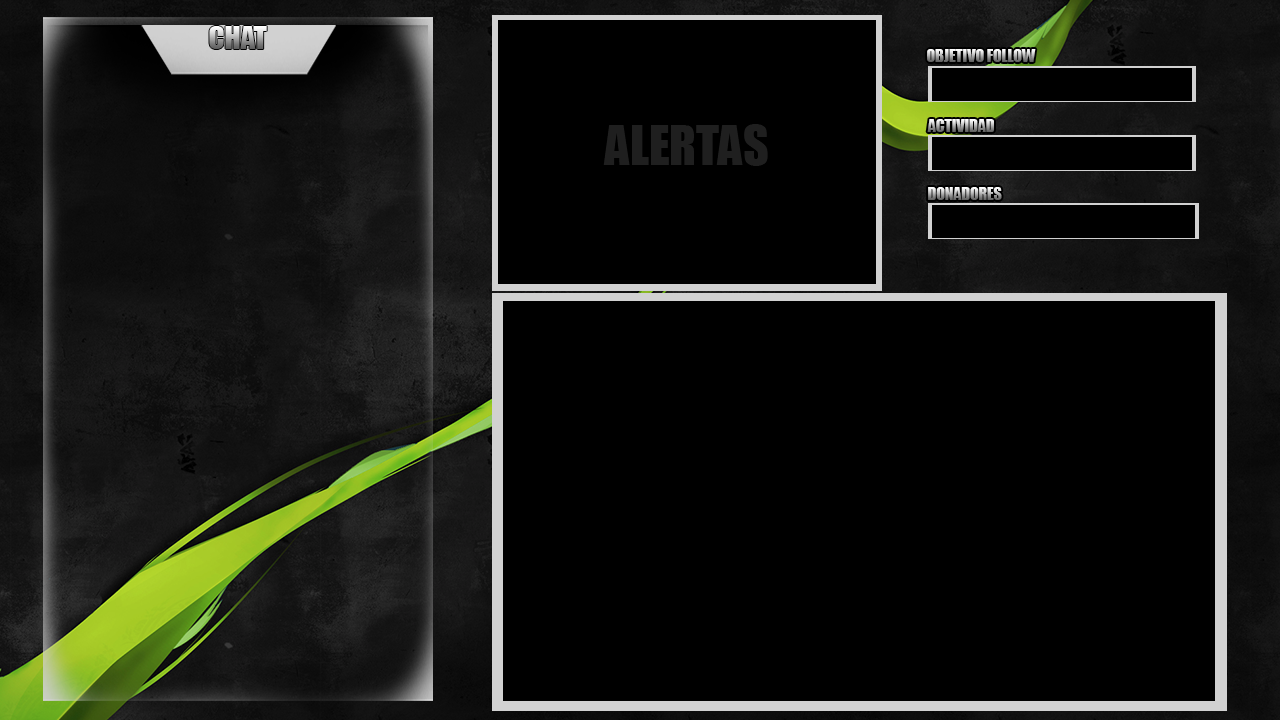 CHAT
ALERTAS
OBJETIVO FOLLOW
ACTIVIDAD
DONADORES